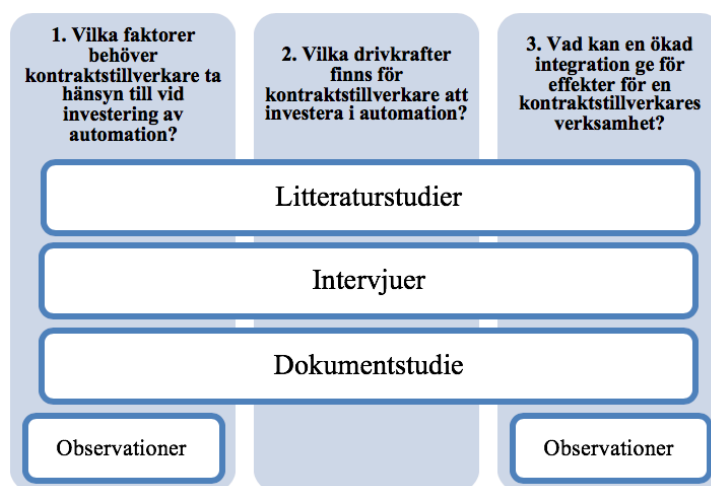 1. Vilka faktorer
behöver
kontraktstillverkare ta
hänsyn till vid
investering av
automation?
2. Vilka drivkrafter
finns för
kontraktstillverkare att
investera i automation?
3. Vad kan en ökad
integration ge för
effekter för en
kontraktstillverkares
verksamhet?
Litteraturstudier
Intervjuer
Dokumentstudie
Observationer
Observationer